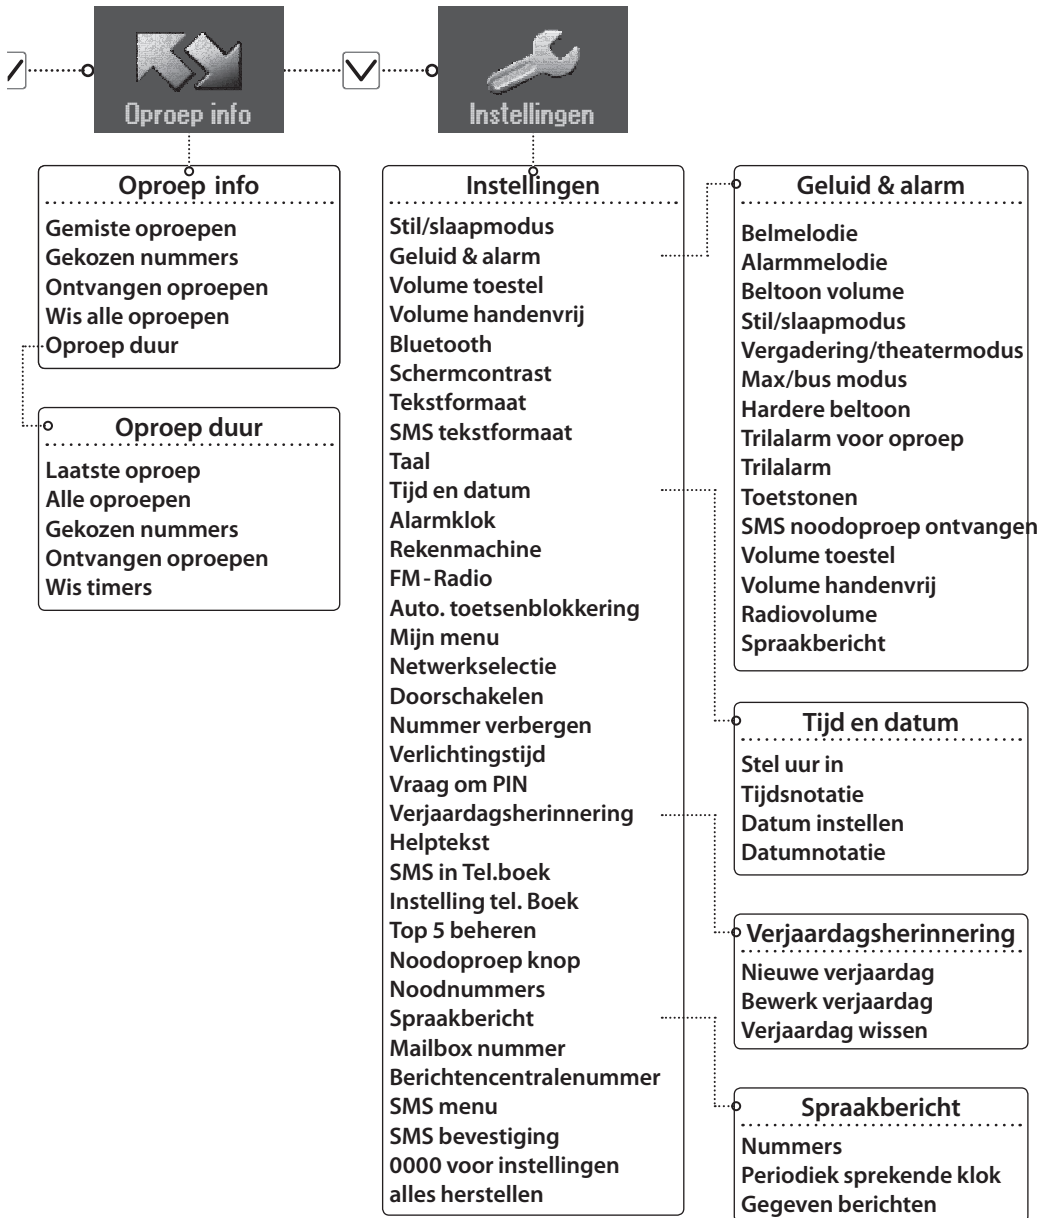 Oproep info
Instellingen
Oproep info
Gemiste oproepen
Gekozen nummers
Ontvangen oproepen
Wis alle oproepen
Oproep duur
Oproep duur
Laatste oproep
Alle oproepen
Gekozen nummers
Ontvangen oproepen
Wis timers
Instellingen
Stil/slaapmodus
Geluid & alarm
Volume toestel
Volume handenvrij
Bluetooth
Schermcontrast
Tekstformaat
SMS tekstformaat
Taal
Tijd en datum
Alarmklok
Rekenmachine
FM-Radio
Auto. toetsenblokkering
Mijn menu
Netwerkselectie
Doorschakelen
Nummer verbergen
Verlichtingstijd
Vraag om PIN
Verjaardagsherinnering
Helptekst
SMS in Tel.boek
Instelling tel. Boek
Top 5 beheren
Noodoproep knop
Noodnummers
Spraakbericht
Mailbox nummer
Berichtencentralenummer
SMS menu
SMS bevestiging
0000 voor instellingen
alles herstellen
Geluid & alarm
Belmelodie
Alarmmelodie
Beltoon volume
Stil/slaapmodus
Vergadering/theatermodus
Max/bus modus
Hardere beltoon
Trilalarm voor oproep
Trilalarm
Toetstonen
SMS noodoproep ontvangen
Volume toestel
Volume handenvrij
Radiovolume
Spraakbericht
Tijd en datum
Stel uur in
Tijdsnotatie
Datum instellen
Datumnotatie
Verjaardagsherinnering
Nieuwe verjaardag
Bewerk verjaardag
Verjaardag wissen
Spraakbericht
Nummers
Periodiek sprekende klok
Gegeven berichten